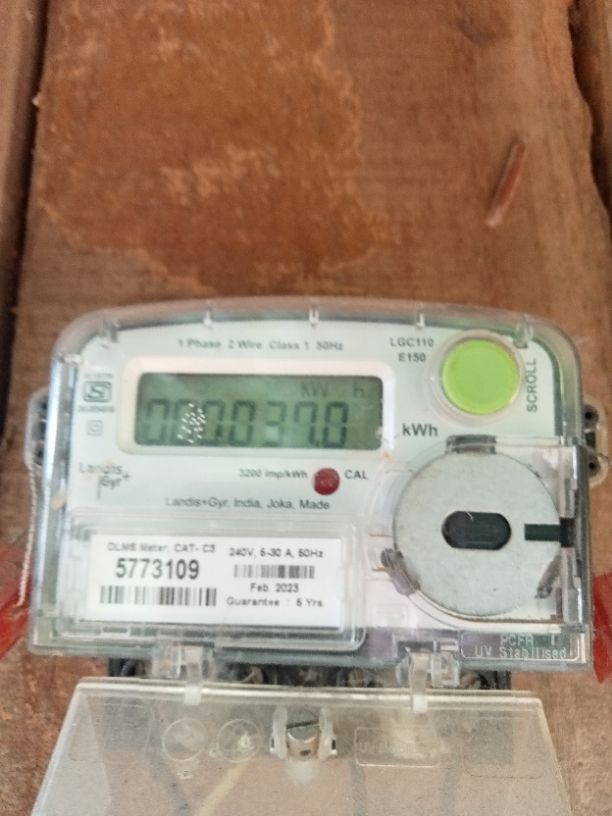 1 Phase 2 Wire Class 1 50Hz
LGC110
E150
SCROLL
KW H
kWh
Landis
Gyr+
3200 imp/kWh
CAL
Landis+Gyr, India, Joka, Made
DLMS Meter, CAT- C3
5773109
240V, 5-30 A, 50Hz
Feb. 2023
Guarantee : 5 Yrs.
UV Stabilised